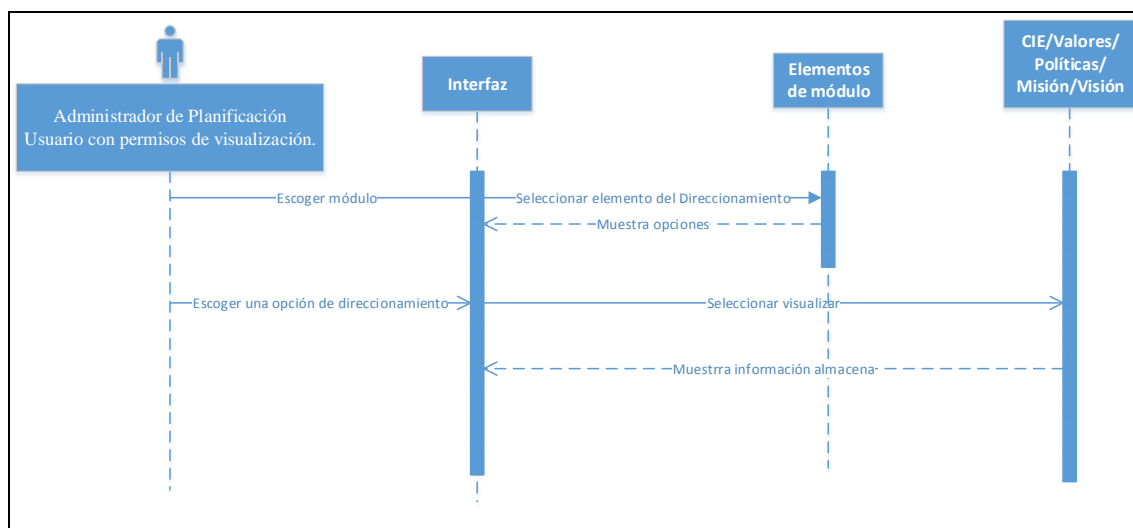 Administrador de Planificación
Usuario con permisos de visualización.
Interfaz
Elementos
de módulo
CIE/Valores/
Políticas/
Misión/Visión
Escoger módulo
Seleccionar elemento del Direccionamiento
Muestra opciones
Escoger una opción de direccionamiento
Seleccionar visualizar
Muestrra información almacena